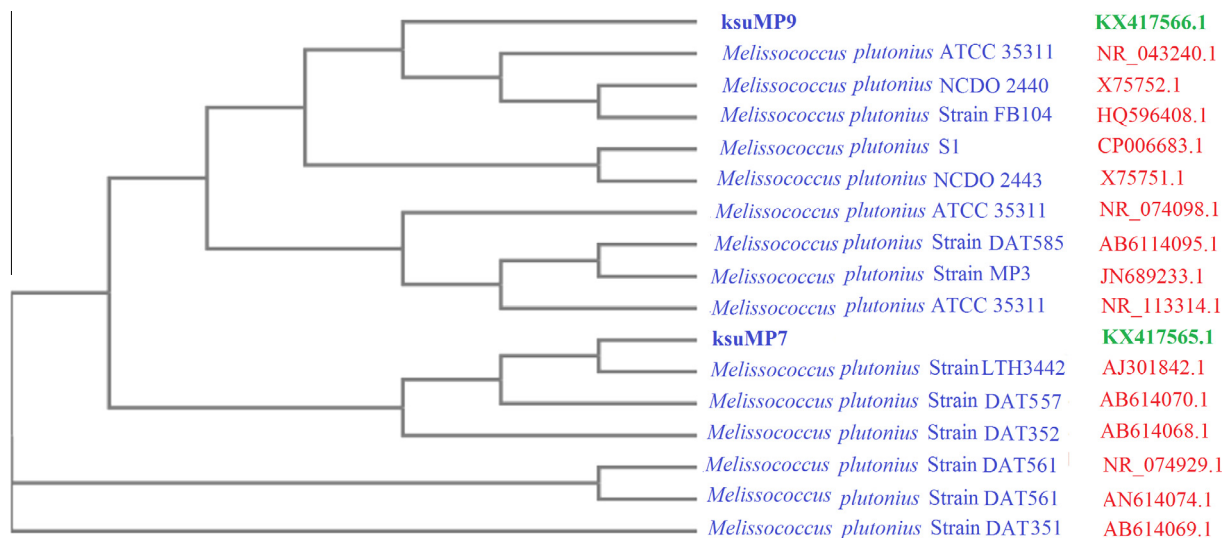 ksuMP9 KX417566.1
Melissococcus plutonius ATCC 35311 NR_043240.1
Melissococcus plutonius NCDO 2440 X75752.1
Melissococcus plutonius Strain FB104 HQ596408.1
Melissococcus plutonius S1 CP006683.1
Melissococcus plutonius NCDO 2443 X75751.1
Melissococcus plutonius ATCC 35311 NR_074098.1
Melissococcus plutonius Strain DAT585 AB6114095.1
Melissococcus plutonius Strain MP3 JN689233.1
Melissococcus plutonius ATCC 35311 NR_113314.1
ksuMP7 KX417565.1
Melissococcus plutonius Strain LTH3442 AJ301842.1
Melissococcus plutonius Strain DAT557 AB614070.1
Melissococcus plutonius Strain DAT352 AB614068.1
Melissococcus plutonius Strain DAT561 NR_074929.1
Melissococcus plutonius Strain DAT561 AN614074.1
Melissococcus plutonius Strain DAT351 AB614069.1